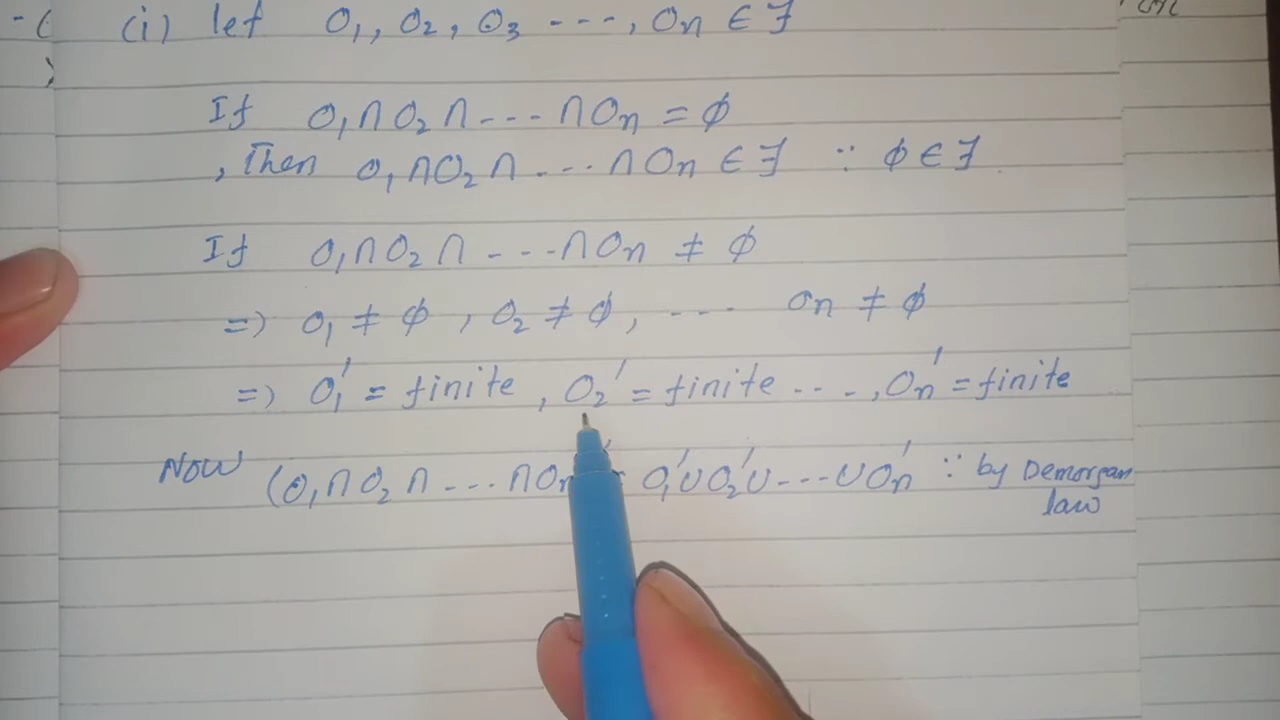 (i) let O₁, O₂, O₃ ---, Oₙ ∈ ℑ
If O₁∩O₂∩---∩Oₙ = ϕ
, Then O₁∩O₂∩---∩Oₙ ∈ ℑ ∵ ϕ ∈ ℑ
If O₁∩O₂∩---∩Oₙ ≠ ϕ
=> O₁ ≠ ϕ, O₂ ≠ ϕ, --- Oₙ ≠ ϕ
=> O₁' = finite, O₂' = finite ---, Oₙ' = finite
Now (O₁∩O₂∩---∩Oₙ O₁'∪O₂'∪---∪Oₙ' ∵ by Demorgan
law